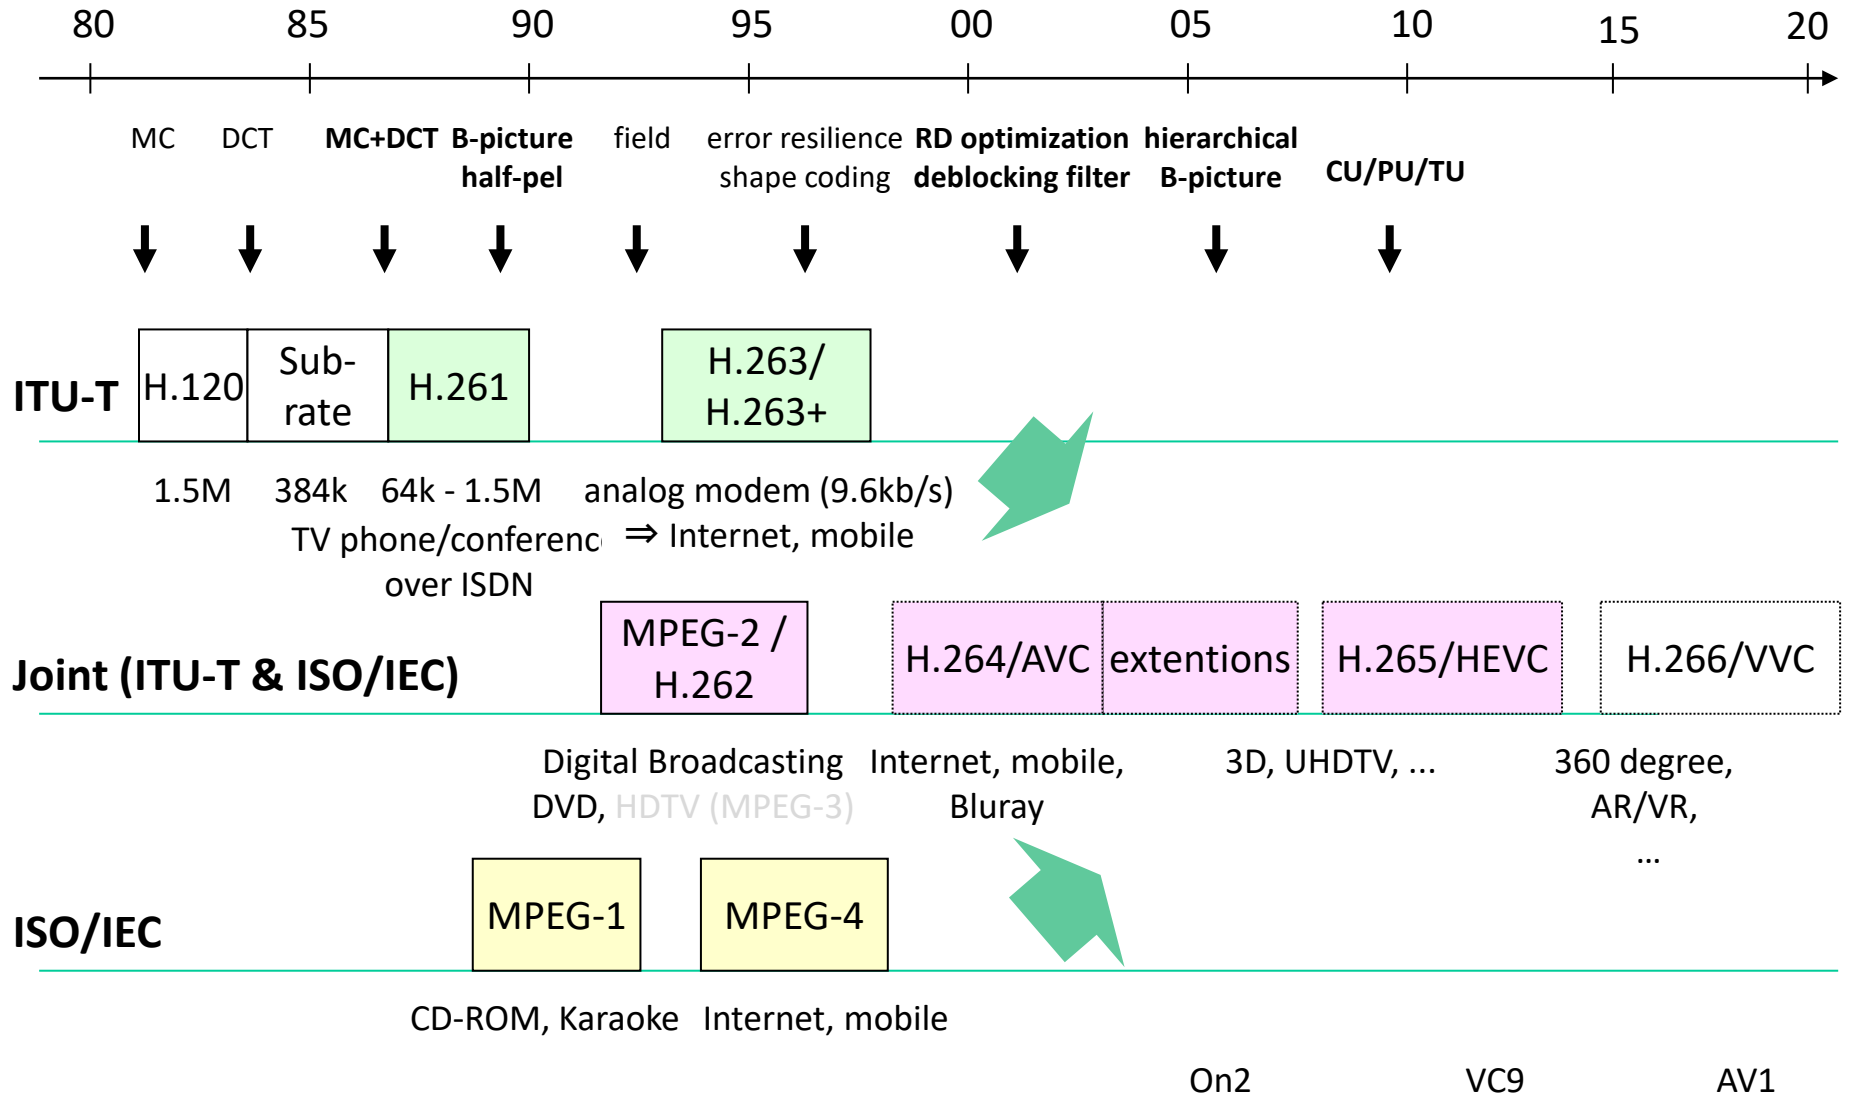 80 85 90 95 00 05 10 15 20
MC DCT MC+DCT B-picture field error resilience RD optimization hierarchical
half-pel shape coding deblocking filter B-picture CU/PU/TU
Sub-
rate
H.263/
H.263+
ITU-T H.120 H.261
1.5M 384k 64k - 1.5M analog modem (9.6kb/s)
TV phone/conferenc ⇒ Internet, mobile
over ISDN
MPEG-2 /
H.262
Joint (ITU-T & ISO/IEC) H.264/AVC extentions H.265/HEVC H.266/VVC
Digital Broadcasting Internet, mobile, 3D, UHDTV, ... 360 degree,
DVD, HDTV (MPEG-3) Bluray AR/VR,
...
ISO/IEC MPEG-1 MPEG-4
CD-ROM, Karaoke Internet, mobile
On2 VC9 AV1